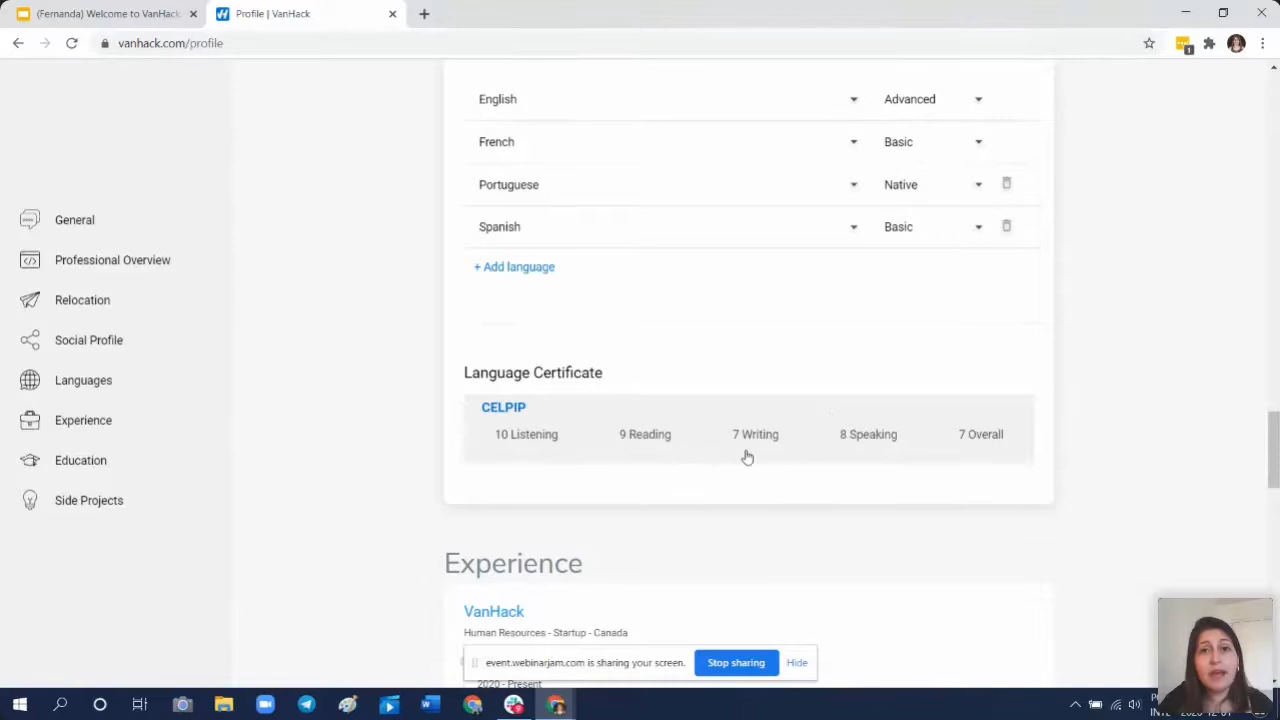 (Fernanda) Welcome to VanHack
Profile | VanHack
vanhack.com/profile
1
English
Advanced
French
Basic
Portuguese
Native
Spanish
Basic
+ Add language
General
Professional Overview
Relocation
Social Profile
Languages
Experience
Education
Side Projects
Language Certificate
CELPIP
10 Listening
9 Reading
7 Writing
8 Speaking
7 Overall
Experience
VanHack
Human Resources - Startup - Canada
event.webinarjam.com is sharing your screen.
Stop sharing
Hide
2020 - Present